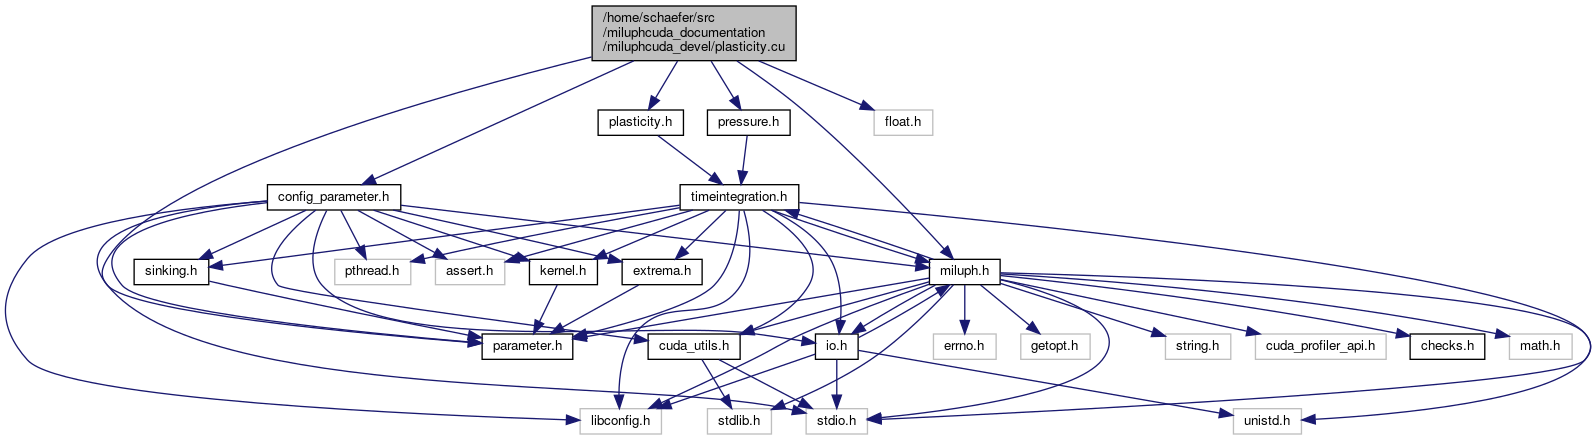 /home/schaefer/src
/miluphcuda_documentation
/miluphcuda_devel/plasticity.cu
plasticity.h
pressure.h
float.h
config_parameter.h
timeintegration.h
sinking.h
pthread.h
assert.h
kernel.h
extrema.h
miluph.h
parameter.h
cuda_utils.h
io.h
errno.h
getopt.h
string.h
cuda_profiler_api.h
checks.h
math.h
libconfig.h
stdlib.h
stdio.h
unistd.h